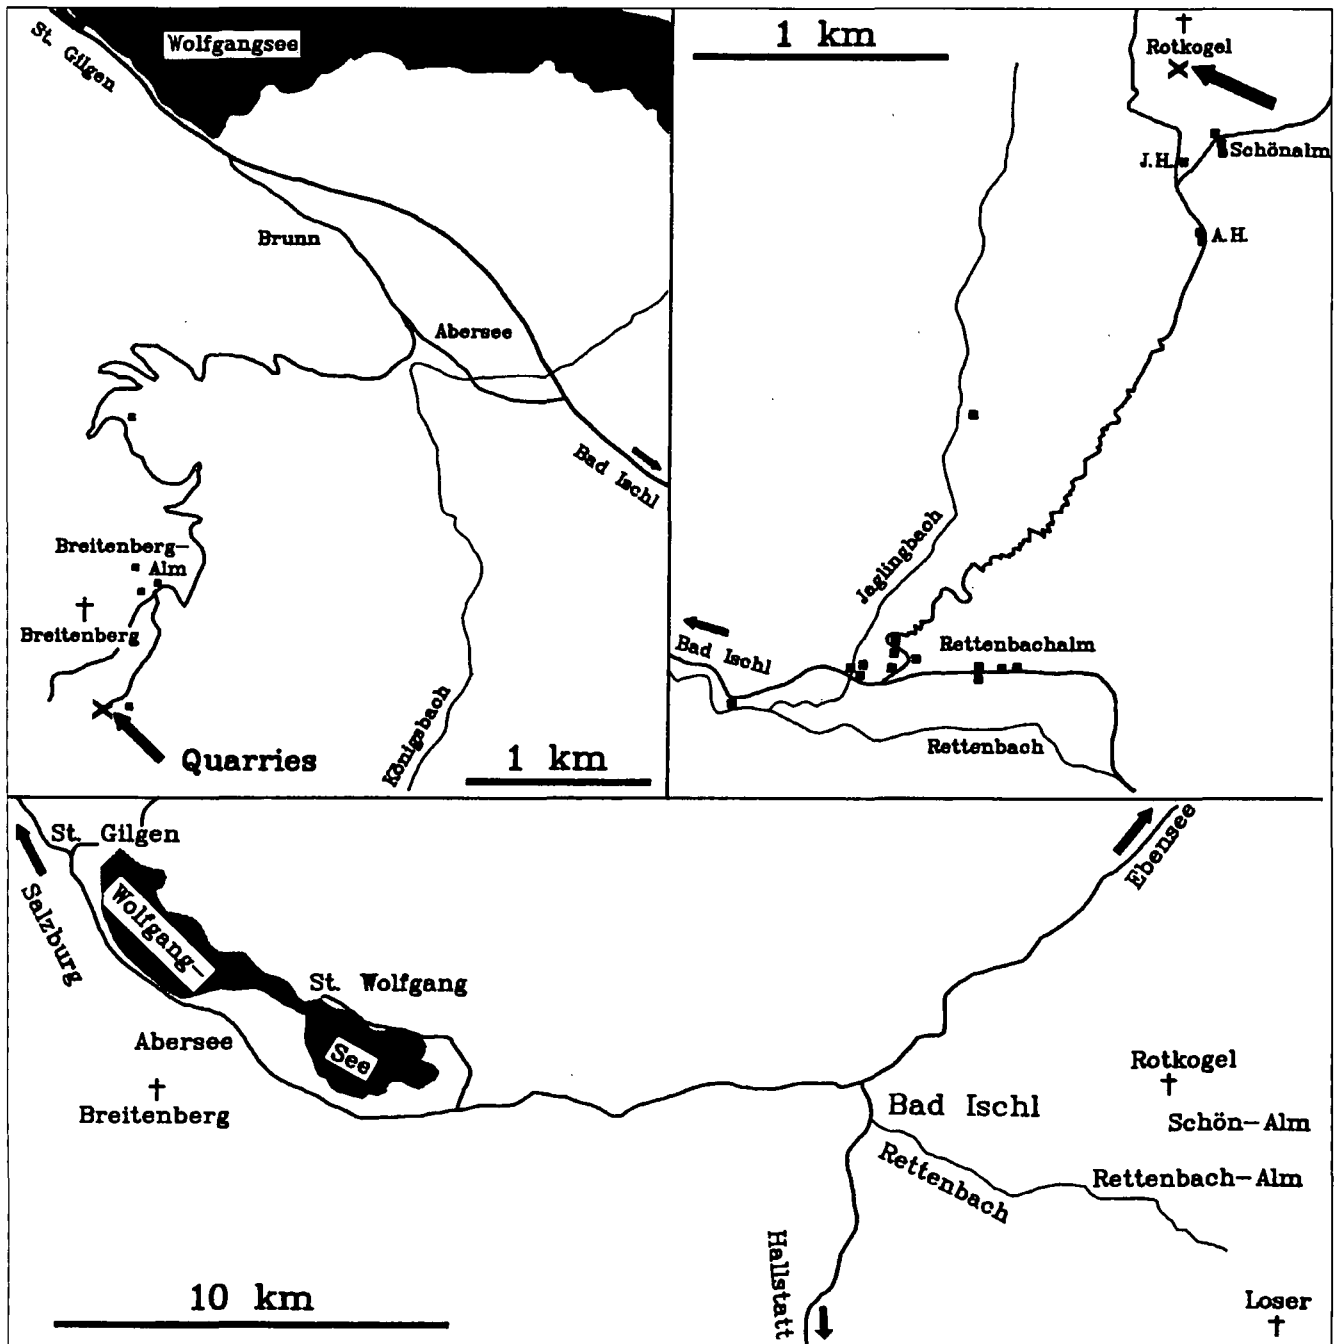 St. Gilgen
Wolfgangsee
Brunn
Abersee
Bad Ischl
Breitenberg-
Alm
Breitenberg
Quarries
Königsbach
1 km
1 km
Rotkogel
J.H.
Schönalm
A.H.
Jaglingbach
Bad Ischl
Rettenbachalm
Rettenbach
St. Gilgen
Salzburg
Wolfgang-
See
St. Wolfgang
Abersee
Breitenberg
Ebensee
Bad Ischl
Rettenbach
Rotkogel
Schön-Alm
Rettenbach-Alm
Hallstatt
10 km
Loser